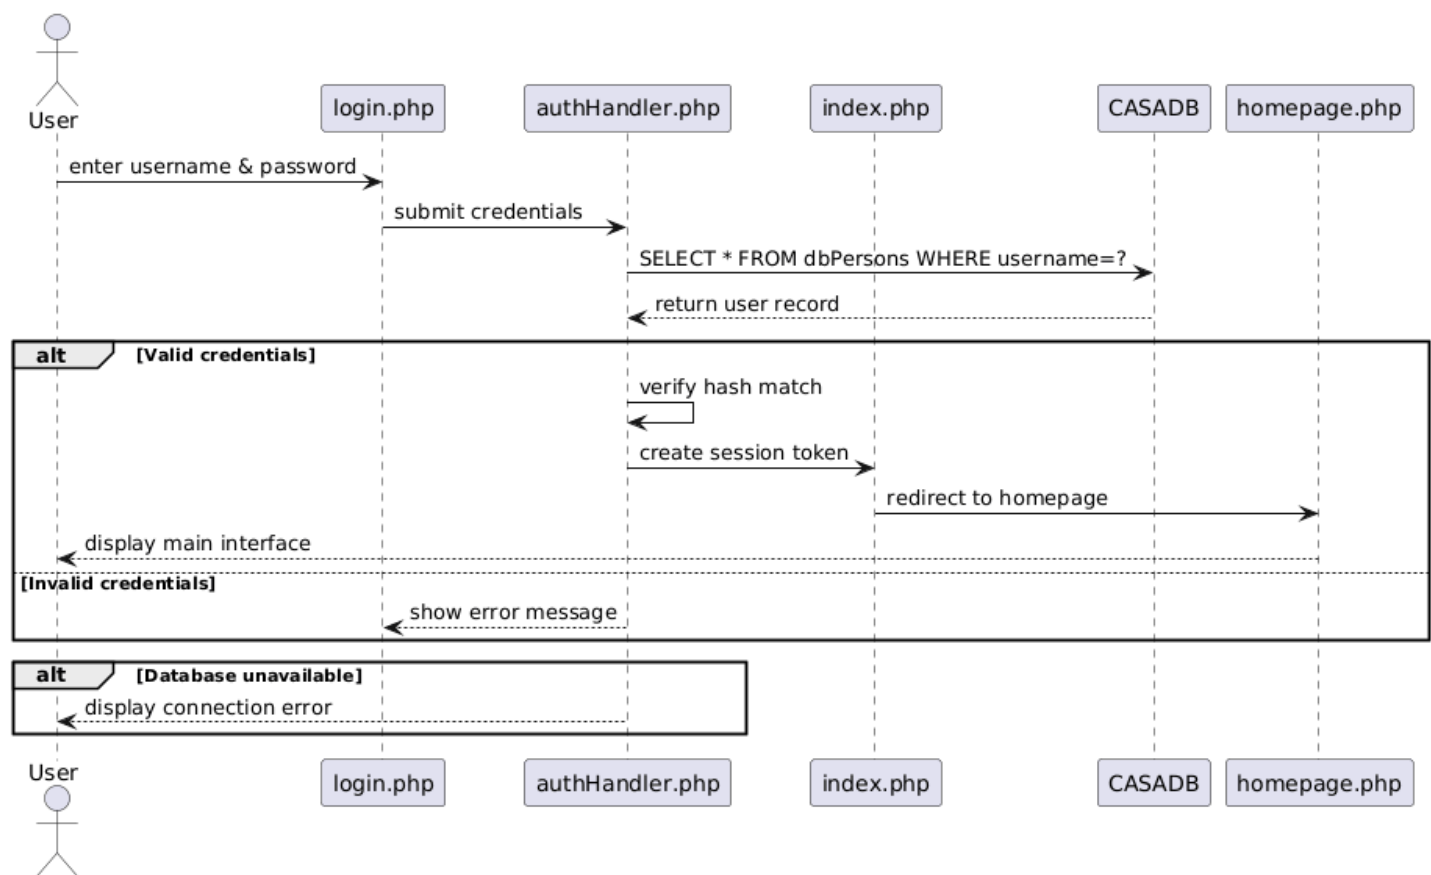 User
login.php
authHandler.php
index.php
CASADB
homepage.php
enter username & password
submit credentials
SELECT * FROM dbPersons WHERE username=?
return user record
alt
[Valid credentials]
verify hash match
create session token
redirect to homepage
display main interface
[Invalid credentials]
show error message
alt
[Database unavailable]
display connection error
User
login.php
authHandler.php
index.php
CASADB
homepage.php